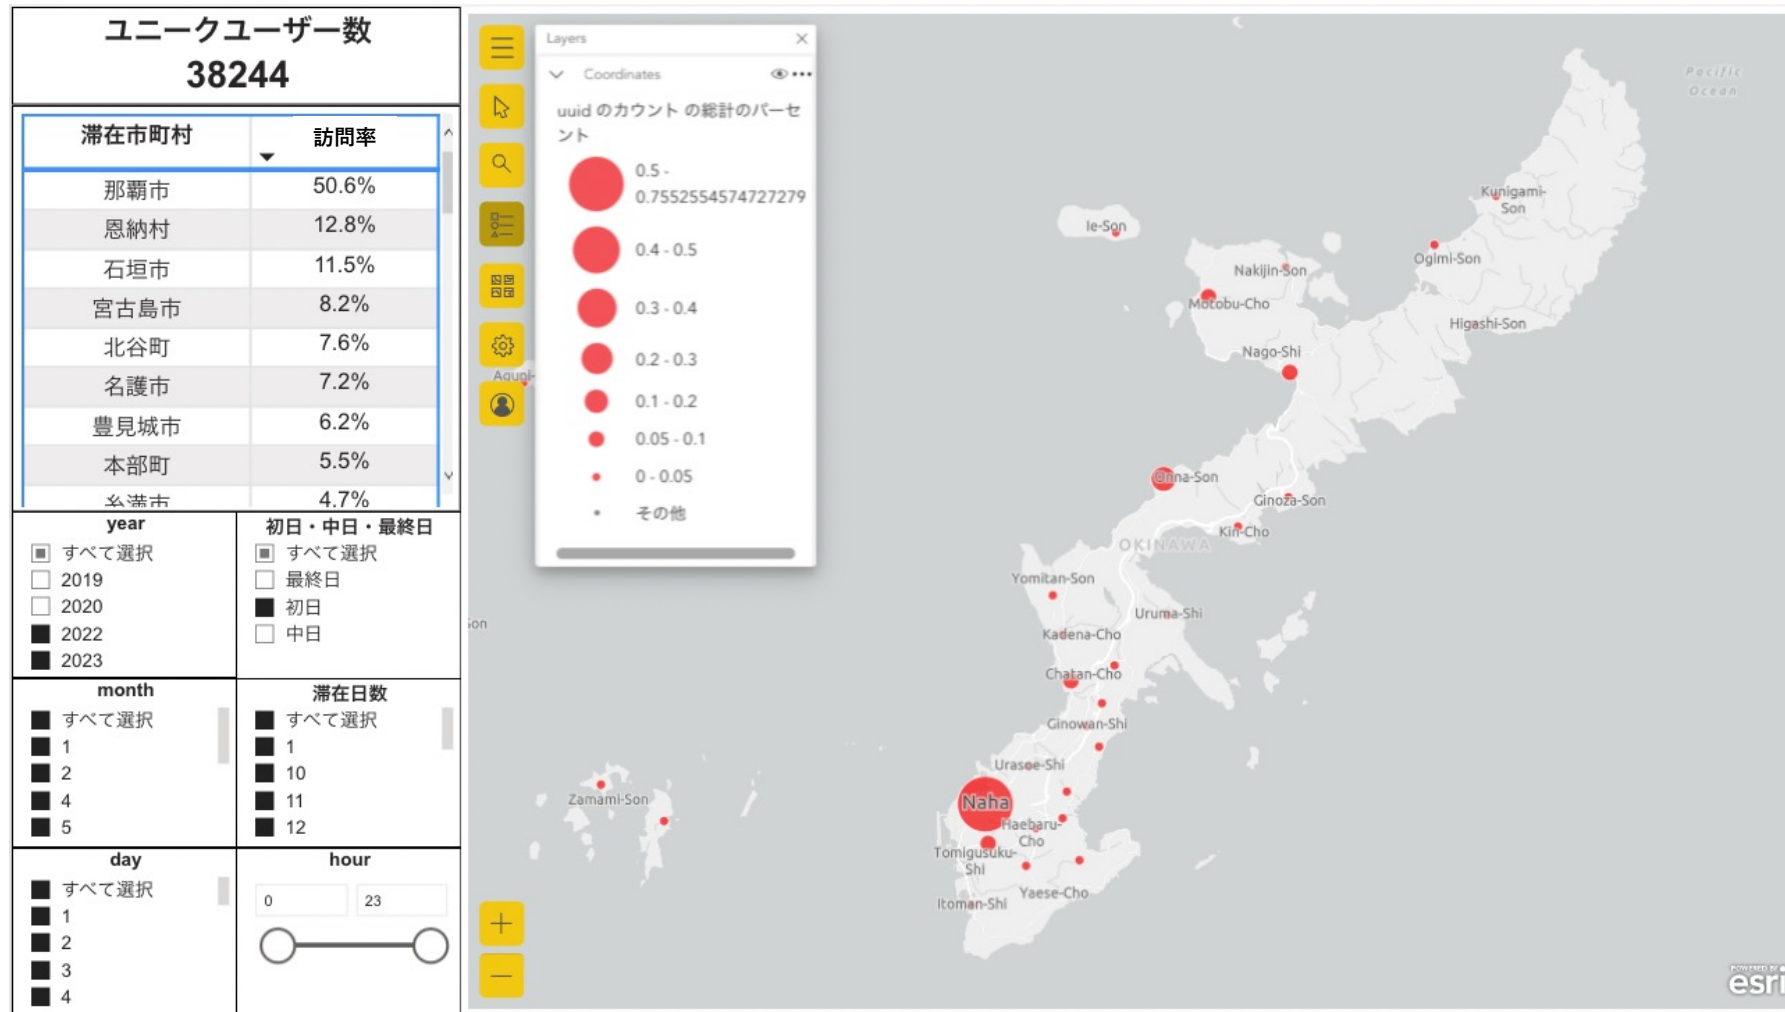 ユニークユーザー数
38244
滞在市町村 訪問率
那覇市 50.6%
恩納村 12.8%
石垣市 11.5%
宮古島市 8.2%
北谷町 7.6%
名護市 7.2%
豊見城市 6.2%
本部町 5.5%
糸満市 4.7%
year
すべて選択
2019
2020
2022
2023
初日・中日・最終日
すべて選択
最終日
初日
中日
month
すべて選択
1
2
4
5
滞在日数
すべて選択
1
10
11
12
day
すべて選択
1
2
3
4
hour
0 23
Layers
Coordinates
uuid のカウント の総計のパーセ
ント
0.5 -
0.7552554574727279
0.4 - 0.5
0.3 - 0.4
0.2 - 0.3
0.1 - 0.2
0.05 - 0.1
0 - 0.05
その他
Pacific
Ocean
Kunigami-
Son
Ie-Son
Ogimi-Son
Nakijin-Son
Motobu-Cho
Higashi-Son
Nago-Shi
Aguni-
Onna-Son
Ginoza-Son
Kin-Cho
OKINAWA
Yomitan-Son
Uruma-Shi
Son
Kadena-Cho
Chatan-Cho
Ginowan-Shi
Urasoe-Shi
Zamami-Son
Naha
Haebaru-
Cho
Tomigusuku-
Shi
Yaese-Cho
Itoman-Shi
POWERED BY
esri